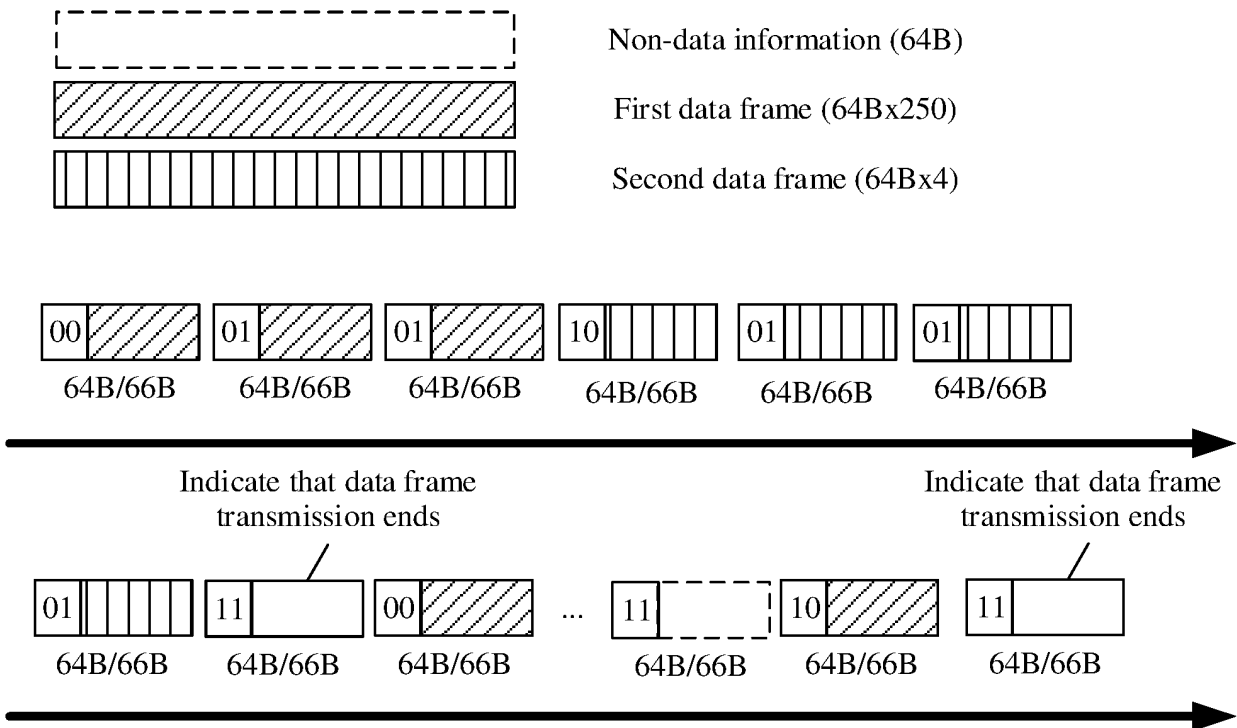 Non-data information (64B)
First data frame (64Bx250)
Second data frame (64Bx4)
00 01 01 10 01 01
64B/66B 64B/66B 64B/66B 64B/66B 64B/66B 64B/66B
Indicate that data frame
transmission ends
Indicate that data frame
transmission ends
01 11 00 ... 11 10 11
64B/66B 64B/66B 64B/66B 64B/66B 64B/66B 64B/66B